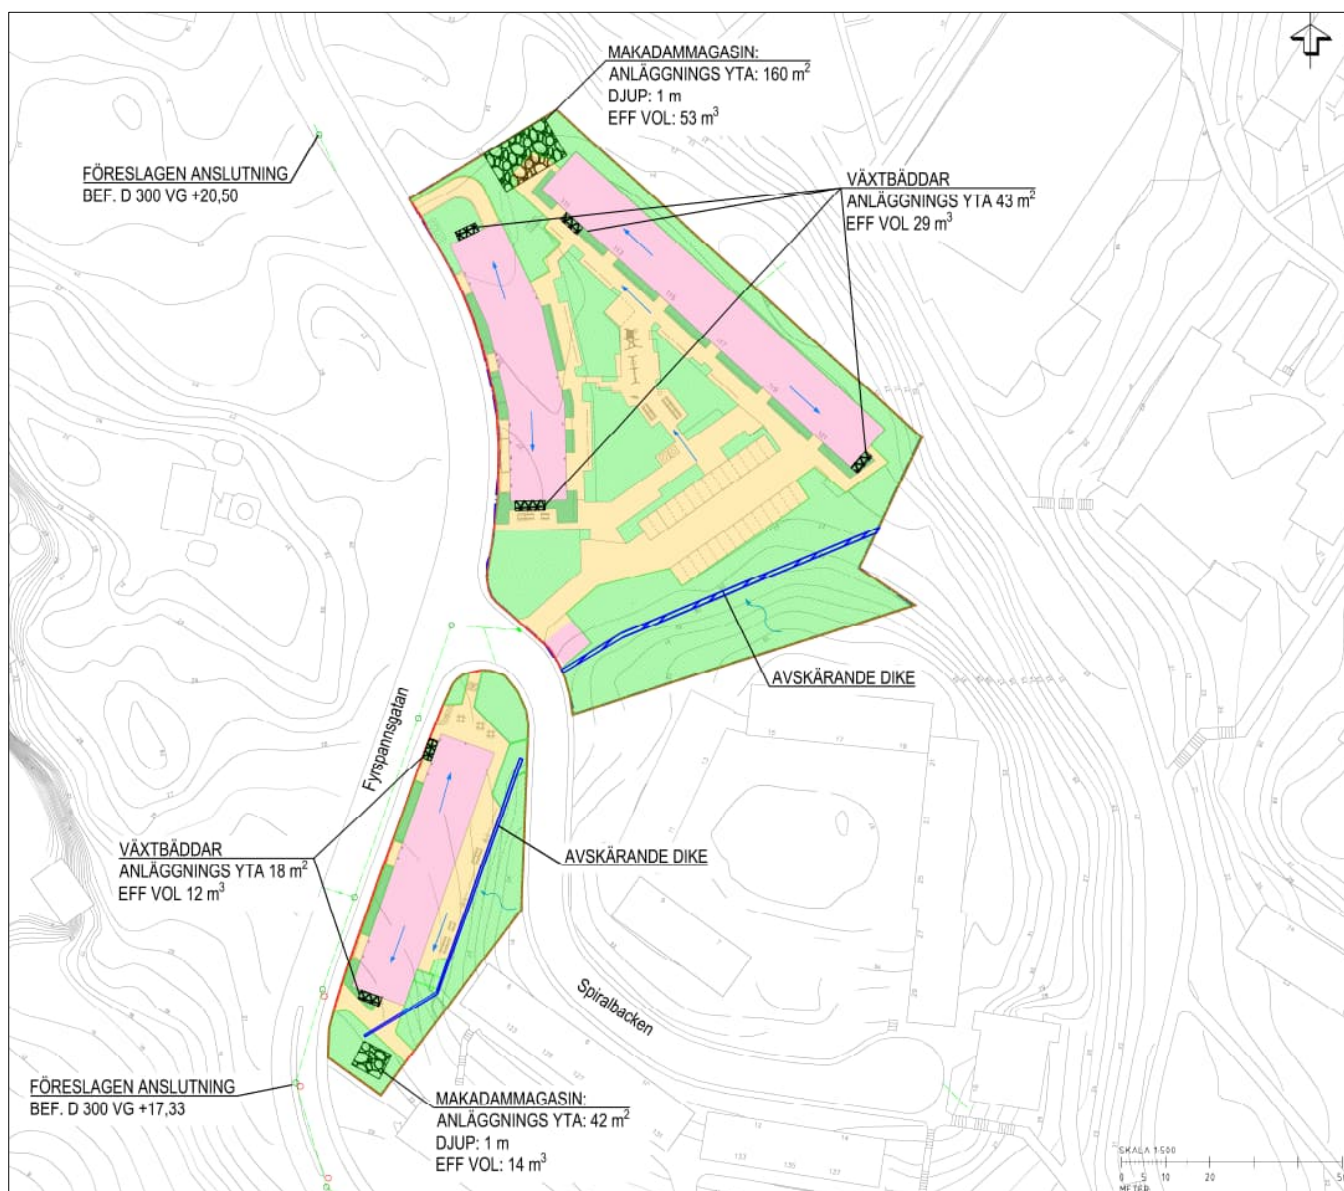 MAKADAMMAGASIN:
ANLÄGGNINGS YTA: 160 m²
DJUP: 1 m
EFF VOL: 53 m³
FÖRESLAGEN ANSLUTNING
BEF. D 300 VG +20,50
VÄXTBÄDDAR
ANLÄGGNINGS YTA 43 m²
EFF VOL 29 m³
AVSKÄRANDE DIKE
Fyrspannsgatan
VÄXTBÄDDAR
ANLÄGGNINGS YTA 18 m²
EFF VOL 12 m³
AVSKÄRANDE DIKE
Spiralbacken
FÖRESLAGEN ANSLUTNING
BEF. D 300 VG +17,33
MAKADAMMAGASIN:
ANLÄGGNINGS YTA: 42 m²
DJUP: 1 m
EFF VOL: 14 m³
SKALA 1:500
0 5 10 20
METER